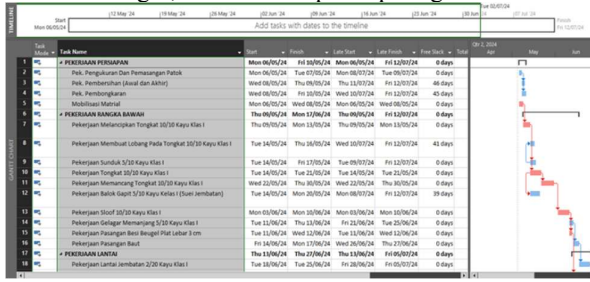 TIMELINE
Start
Mon 06/05/24
|12 May '24 |19 May '24 |26 May '24 |02 Jun '24 |09 Jun '24 |16 Jun '24 |23 Jun '24 |30 Jun
Tue 02/07/24
|07 Jul '24
Add tasks with dates to the timeline
Finish
Fri 12/07/24
GANTT CHART
Task Mode Task Name Start Finish Late Start Late Finish Free Slack Total
Qtr 2, 2024
Apr May Jun
1 PEKERJAAN PERSIAPAN Mon 06/05/24 Fri 10/05/24 Mon 06/05/24 Fri 12/07/24 0 days
2 Pek. Pengukuran Dan Pemasangan Patok Mon 06/05/24 Tue 07/05/24 Mon 08/07/24 Tue 09/07/24 0 days
3 Pek. Pembersihan (Awal dan Akhir) Wed 08/05/24 Thu 09/05/24 Thu 11/07/24 Fri 12/07/24 46 days
4 Pek. Pembongkaran Wed 08/05/24 Fri 10/05/24 Wed 10/07/24 Fri 12/07/24 45 days
5 Mobilisasi Matrial Mon 06/05/24 Wed 08/05/24 Mon 06/05/24 Wed 08/05/24 0 days
6 PEKERJAAN RANGKA BAWAH Thu 09/05/24 Mon 17/06/24 Thu 09/05/24 Fri 12/07/24 0 days
7 Pekerjaan Melancipkan Tongkat 10/10 Kayu Klas I Thu 09/05/24 Mon 13/05/24 Thu 09/05/24 Mon 13/05/24 0 days
8 Pekerjaan Membuat Lobang Pada Tongkat 10/10 Kayu Klas I Tue 14/05/24 Thu 16/05/24 Wed 10/07/24 Fri 12/07/24 41 days
9 Pekerjaan Sunduk 5/10 Kayu Klas I Tue 14/05/24 Fri 17/05/24 Tue 09/07/24 Fri 12/07/24 0 days
10 Pekerjaan Tongkat 10/10 Kayu Klas I Tue 14/05/24 Tue 21/05/24 Tue 14/05/24 Tue 21/05/24 0 days
11 Pekerjaan Memancang Tongkat 10/10 Kayu Klas I Wed 22/05/24 Thu 30/05/24 Wed 22/05/24 Thu 30/05/24 0 days
12 Pekerjaan Balok Gapit 5/10 Kayu Kelas I (Suei Jembatan) Tue 14/05/24 Mon 20/05/24 Mon 08/07/24 Fri 12/07/24 39 days
13 Pekerjaan Sloof 10/10 Kayu Klas I Mon 03/06/24 Mon 10/06/24 Mon 03/06/24 Mon 10/06/24 0 days
14 Pekerjaan Gelagar Memanjang 5/10 Kayu Klas I Tue 11/06/24 Thu 13/06/24 Fri 21/06/24 Tue 25/06/24 0 days
15 Pekerjaan Pasangan Besi Beugel Plat Lebar 3 cm Tue 11/06/24 Wed 12/06/24 Tue 11/06/24 Wed 12/06/24 0 days
16 Pekerjaan Pasangan Baut Fri 14/06/24 Mon 17/06/24 Wed 26/06/24 Thu 27/06/24 0 days
17 PEKERJAAN LANTAI Thu 13/06/24 Thu 27/06/24 Thu 13/06/24 Fri 05/07/24 0 days
18 Pekerjaan Lantai Jembatan 2/20 Kayu Klas I Tue 18/06/24 Tue 25/06/24 Fri 28/06/24 Fri 05/07/24 0 days